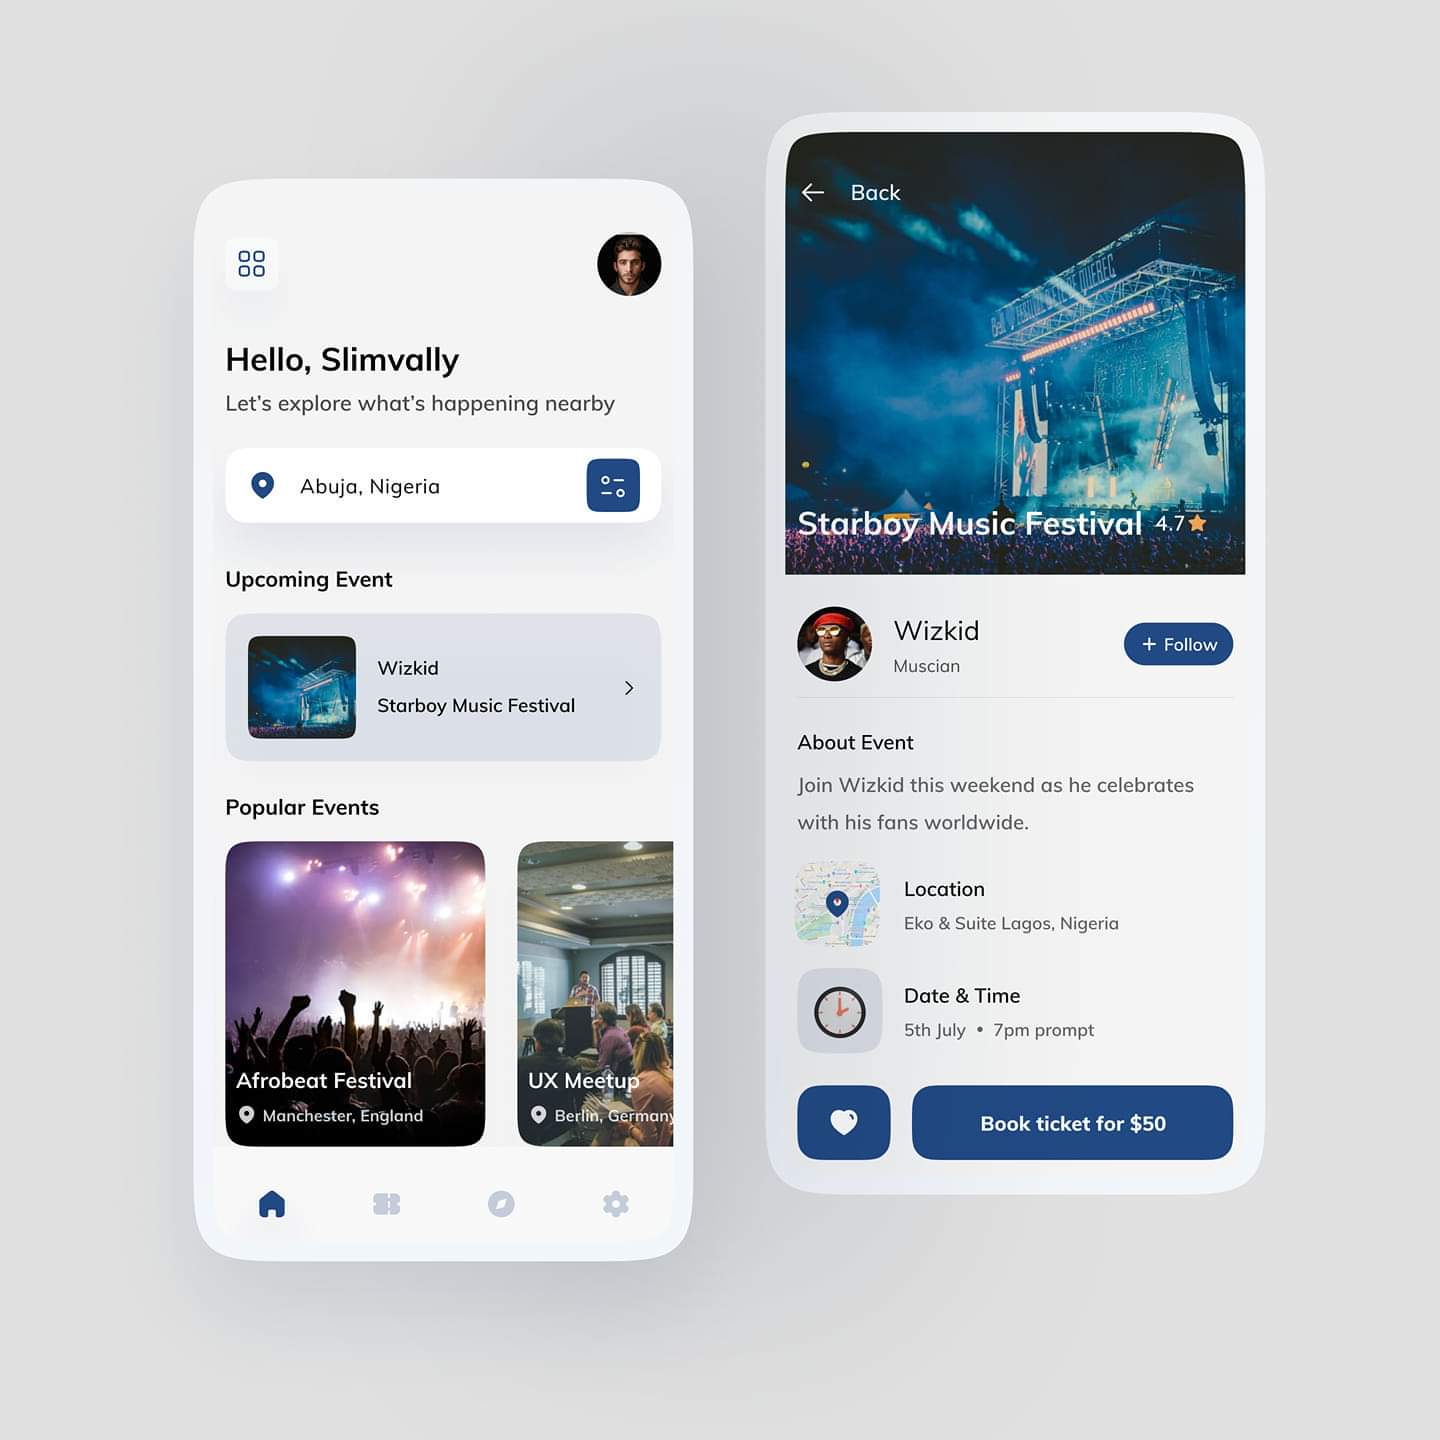 Hello, Slimvally
Let's explore what's happening nearby
Abuja, Nigeria
Upcoming Event
Wizkid
Starboy Music Festival
Popular Events
Afrobeat Festival
Manchester, England
UX Meetup
Berlin, Germany
Back
QUEBEC
Starboy Music Festival 4.7
Wizkid
Muscian
+ Follow
About Event
Join Wizkid this weekend as he celebrates
with his fans worldwide.
Location
Eko & Suite Lagos, Nigeria
Date & Time
5th July • 7pm prompt
Book ticket for $50